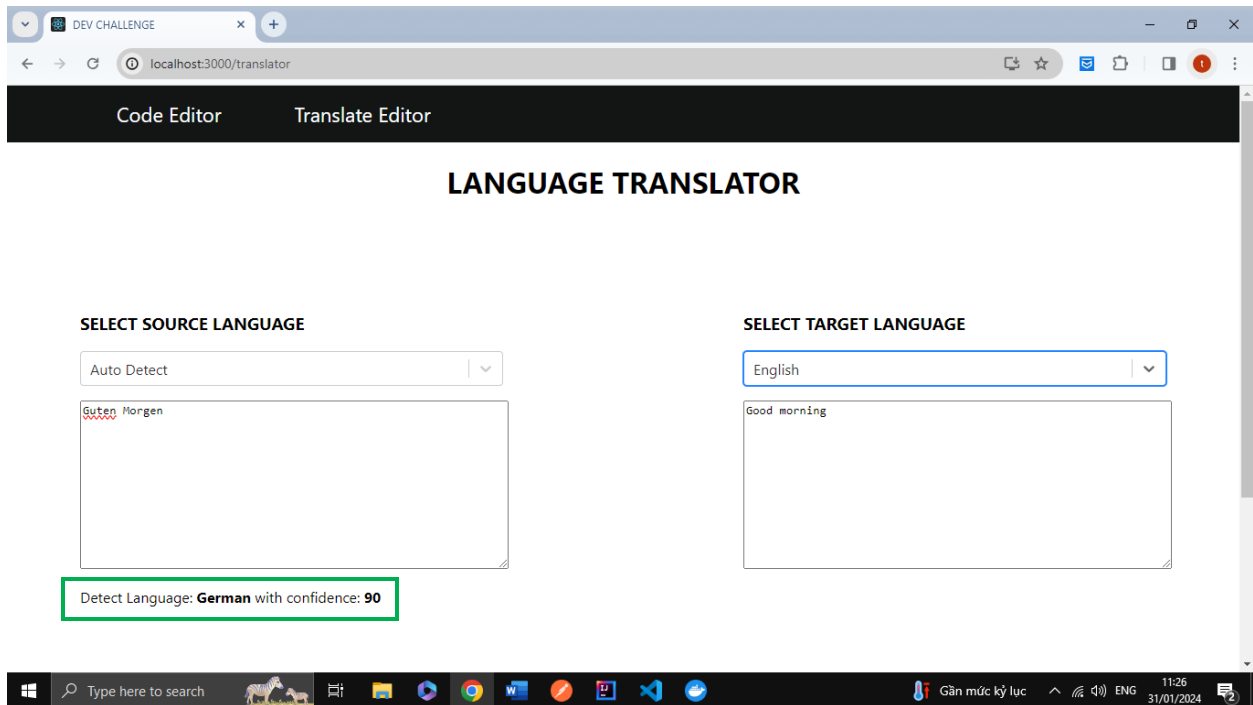 DEV CHALLENGE
localhost:3000/translator
t
Code Editor Translate Editor
LANGUAGE TRANSLATOR
SELECT SOURCE LANGUAGE
SELECT TARGET LANGUAGE
Auto Detect
English
Guten Morgen
Good morning
Detect Language: German with confidence: 90
Type here to search
Gần mức kỷ lục
ENG
11:26
31/01/2024
2